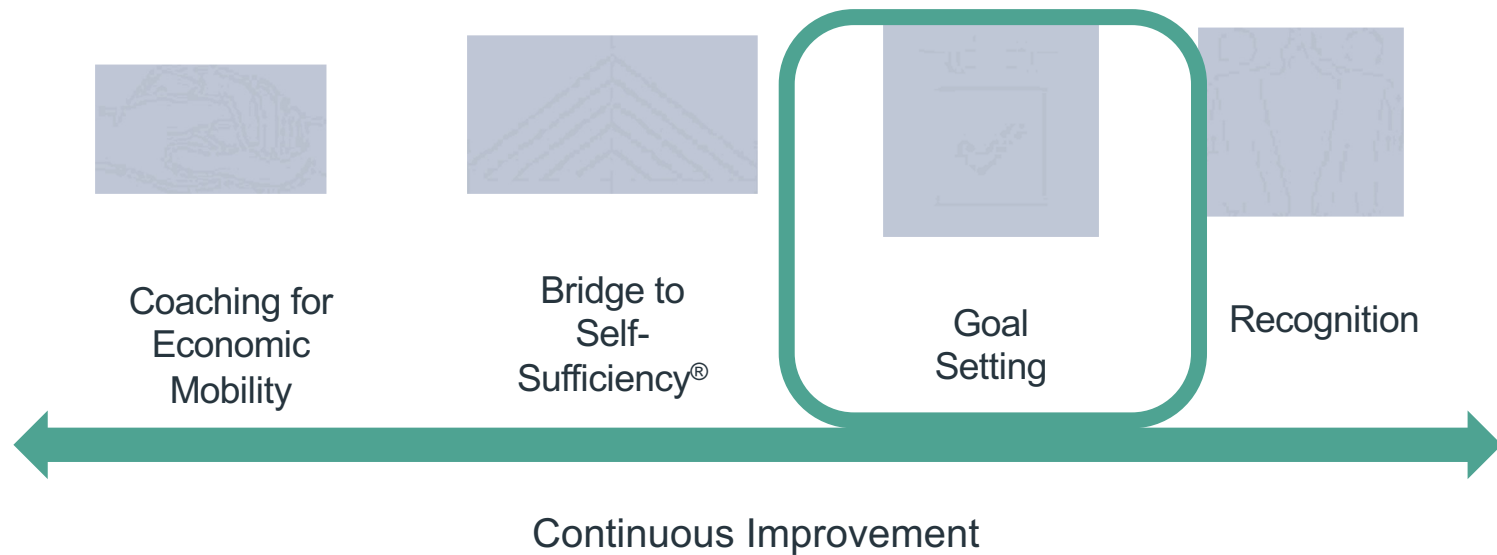 Coaching for
Economic
Mobility
Bridge to
Self-
Sufficiency®
Goal
Setting
Recognition
Continuous Improvement